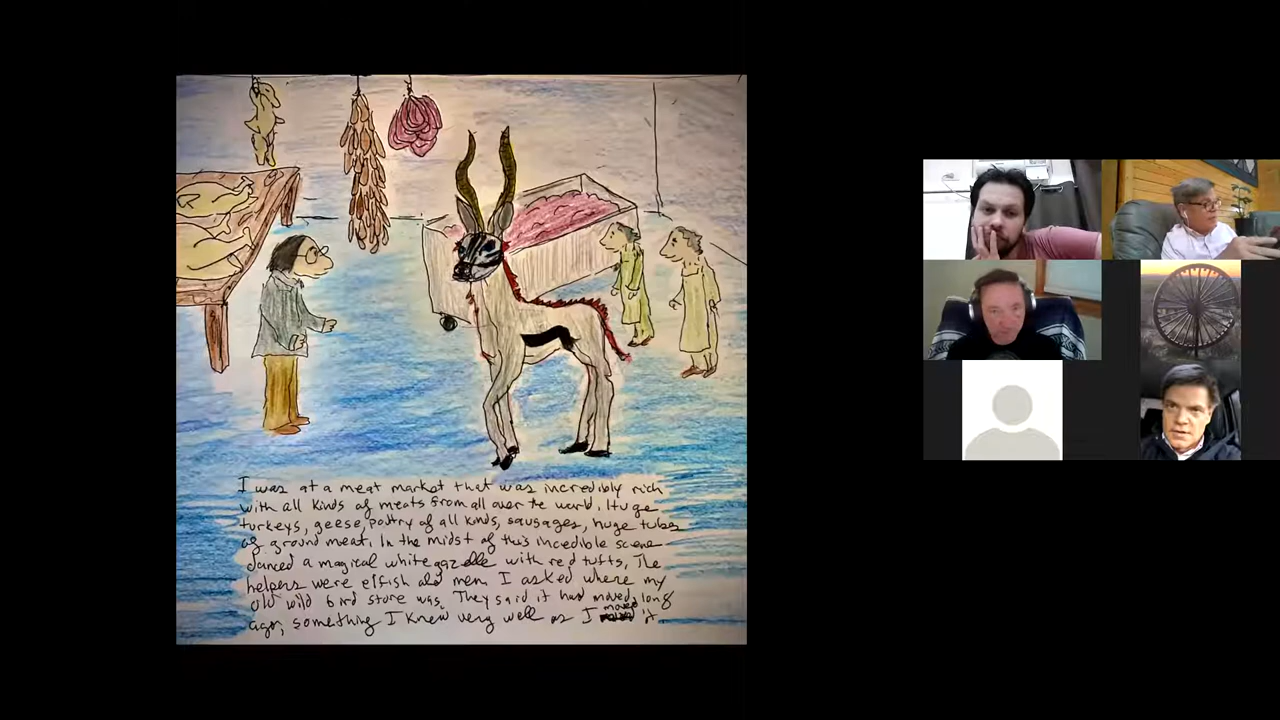 I was at a meat market that was incredibly rich
with all kinds of meats from all over the world. Huge
turkeys, geese, poltry of all kinds, sausages, huge tubes
of ground meat. In the midst of this incredible scene
danced a magical white gazelle with red tufts. The
helpers were elfish old men. I asked where my
old wild bird store was. They said it had moved long
ago, something I knew very well as I moved it.